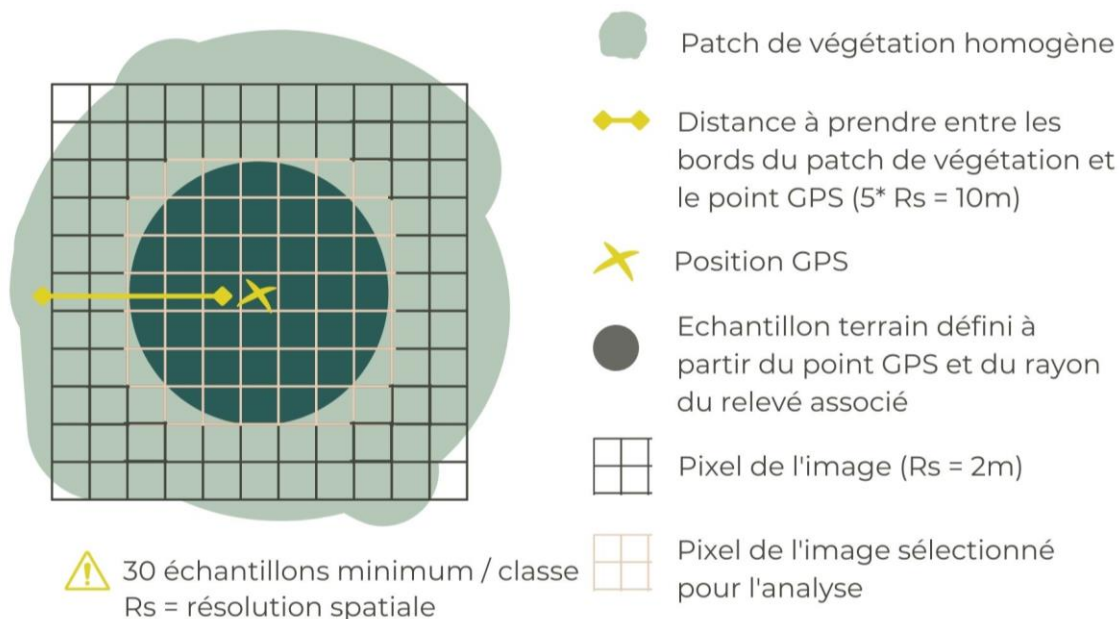 Patch de végétation homogène
Distance à prendre entre les
bords du patch de végétation et
le point GPS (5* Rs = 10m)
Position GPS
Echantillon terrain défini à
partir du point GPS et du rayon
du relevé associé
Pixel de l'image (Rs = 2m)
Pixel de l'image sélectionné
pour l'analyse
30 échantillons minimum / classe
Rs = résolution spatiale